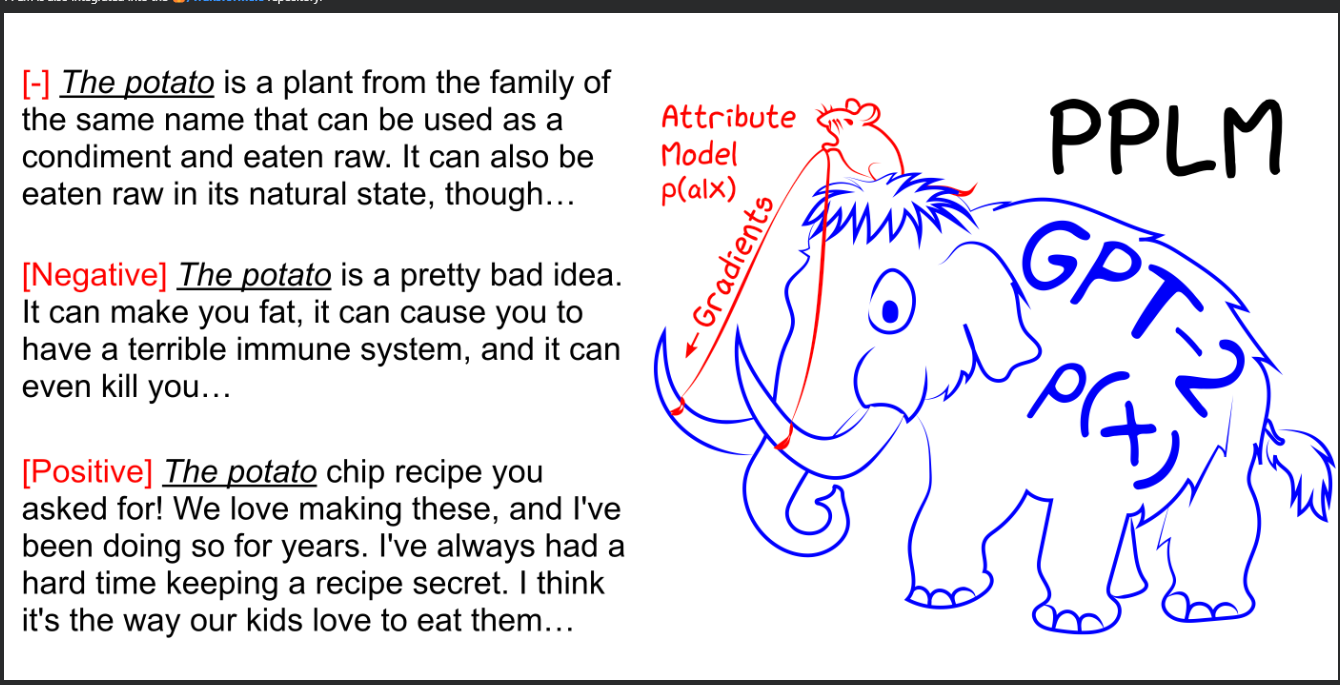 [-] The potato is a plant from the family of
the same name that can be used as a
condiment and eaten raw. It can also be
eaten raw in its natural state, though…
[Negative] The potato is a pretty bad idea.
It can make you fat, it can cause you to
have a terrible immune system, and it can
even kill you…
[Positive] The potato chip recipe you
asked for! We love making these, and I've
been doing so for years. I've always had a
hard time keeping a recipe secret. I think
it's the way our kids love to eat them…
Attribute
Model
p(a|x)
← Gradients
PPLM
GPT-2
p(x)